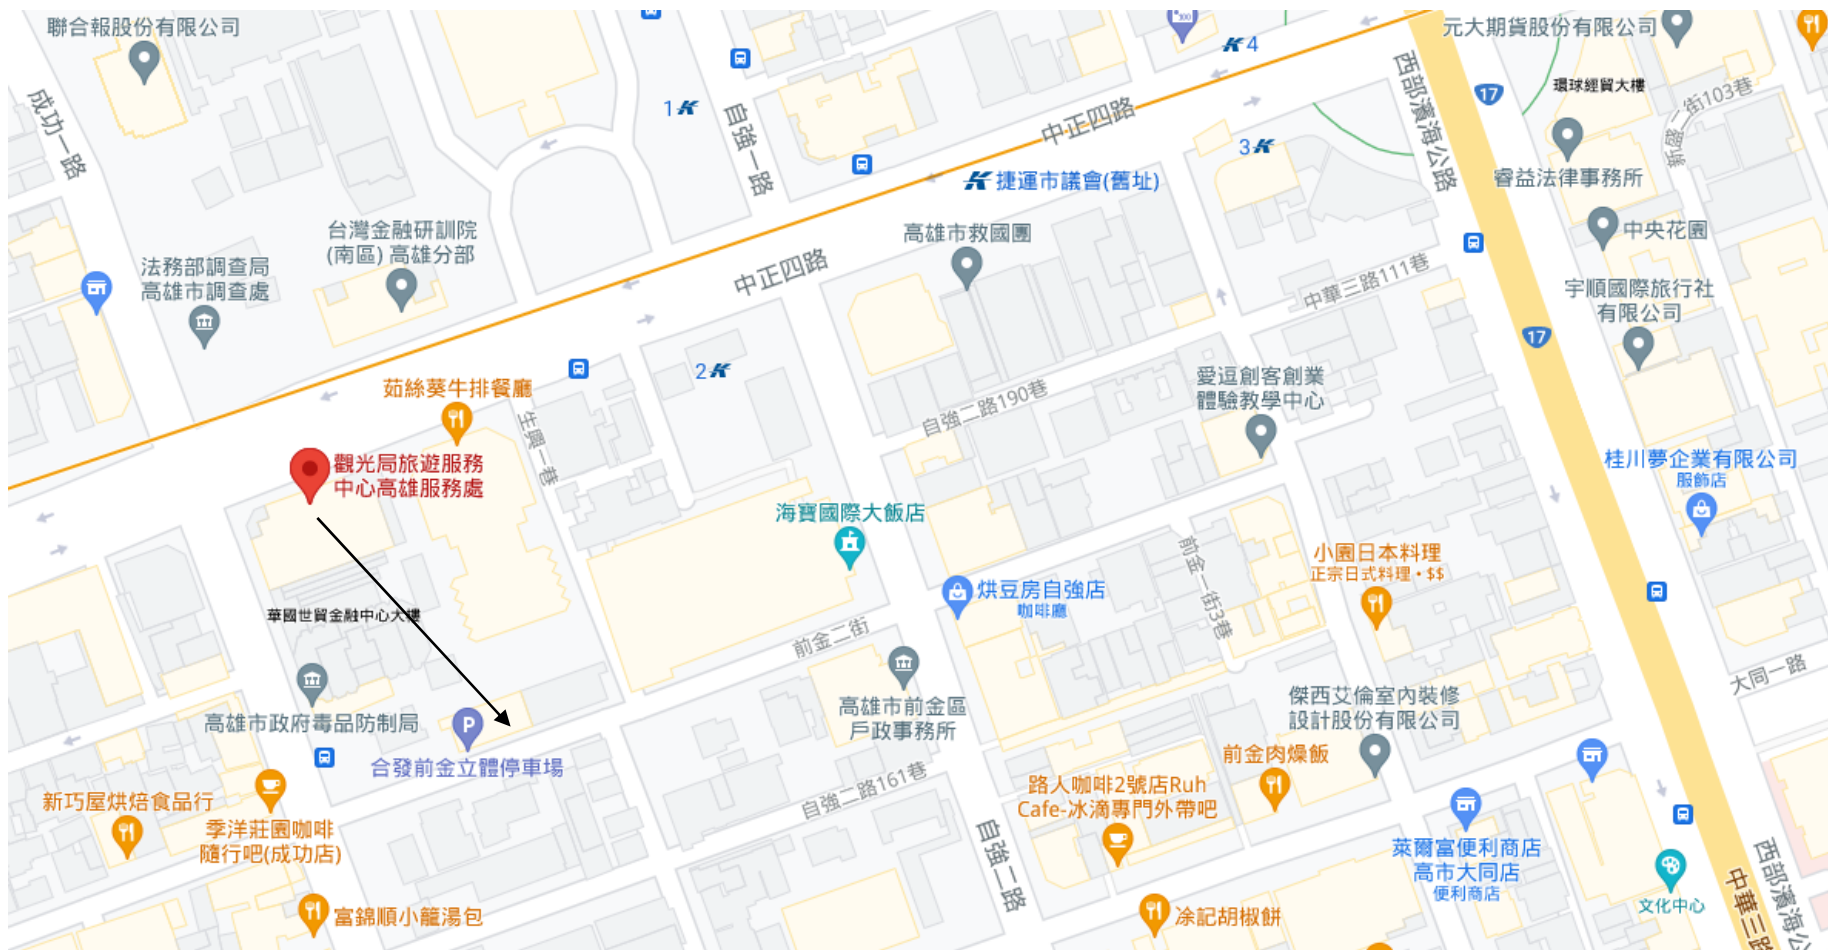 聯合報股份有限公司
成功一路
1
自強一路
中正四路
4
100
元大期貨股份有限公司
17
環球經貿大樓
新盛二街103巷
西部濱海公路
3
捷運市議會(舊址)
睿益法律事務所
中央花園
台灣金融研訓院
(南區) 高雄分部
法務部調查局
高雄市調查處
高雄市救國團
中正四路
中華三路111巷
宇順國際旅行社
有限公司
17
2
茹絲葵牛排餐廳
生興一巷
自強二路190巷
愛逗創客創業
體驗教學中心
觀光局旅遊服務
中心高雄服務處
桂川夢企業有限公司
服飾店
海寶國際大飯店
前金一街3巷
小園日本料理
正宗日式料理・$$
烘豆房自強店
咖啡廳
華國世貿金融中心大樓
前金二街
大同一路
高雄市政府毒品防制局
高雄市前金區
戶政事務所
傑西艾倫室內裝修
設計股份有限公司
P
合發前金立體停車場
前金肉燥飯
自強二路161巷
路人咖啡2號店Ruh
Cafe-冰滴專門外帶吧
新巧屋烘焙食品行
季洋莊園咖啡
隨行吧(成功店)
自強二路
萊爾富便利商店
高市大同店
便利商店
西部濱海公
中華三路
文化中心
富錦順小籠湯包
凃記胡椒餅